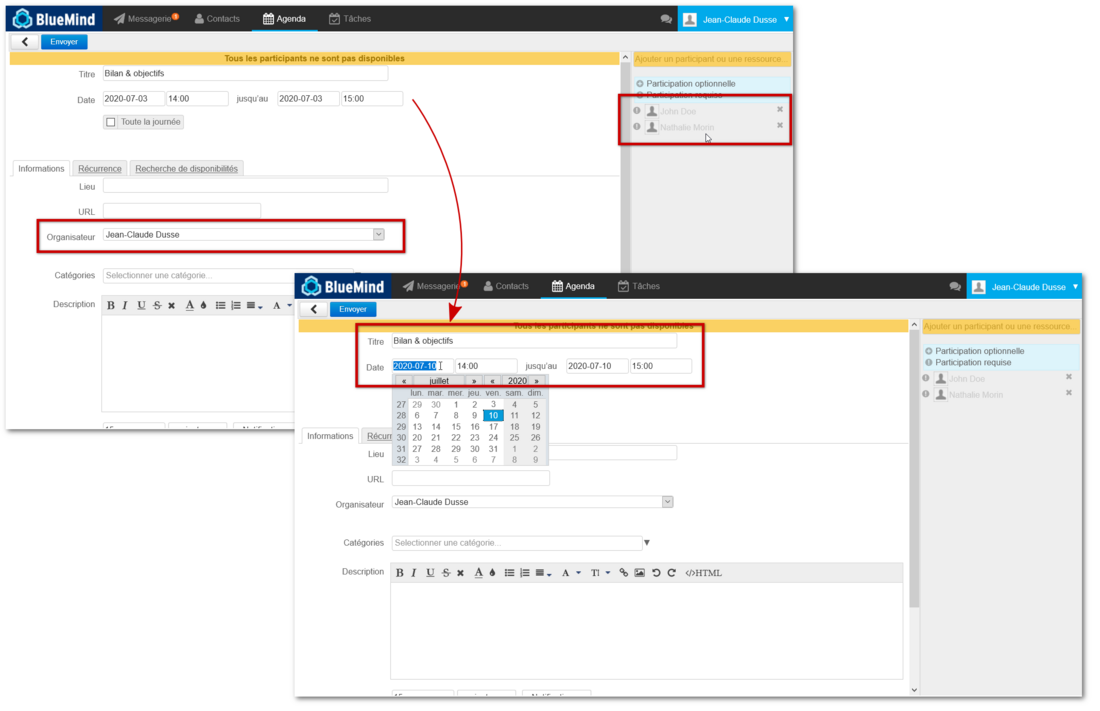 BlueMind Messagerie 3 Contacts Agenda Tâches Jean-Claude Dusse
Envoyer
Tous les participants ne sont pas disponibles
Ajouter un participant ou une ressource...
Titre Bilan & objectifs
Participation optionnelle
Participation requise
Date 2020-07-03 14:00 jusqu'au 2020-07-03 15:00
John Doe
Toute la journée
Nathalie Morin
Informations Récurrence Recherche de disponibilités
Lieu
URL
Organisateur Jean-Claude Dusse
Catégories Selectionner une catégorie...
Description B I U S A A
BlueMind Messagerie 3 Contacts Agenda Tâches Jean-Claude Dusse
Envoyer
Tous les participants ne sont pas disponibles
Ajouter un participant ou une ressource...
Titre Bilan & objectifs
Participation optionnelle
Participation requise
Date 2020-07-10 14:00 jusqu'au 2020-07-10 15:00
John Doe
Nathalie Morin
« juillet » « 2020 »
lun. mar. mer. jeu. ven. sam. dim.
27 29 30 1 2 3 4 5
28 6 7 8 9 10 11 12
29 13 14 15 16 17 18 19
30 20 21 22 23 24 25 26
31 27 28 29 30 31 1 2
32 3 4 5 6 7 8 9
Informations Récurr
Lieu
URL
Organisateur Jean-Claude Dusse
Catégories Selectionner une catégorie...
Description B I U S A A TI </>HTML